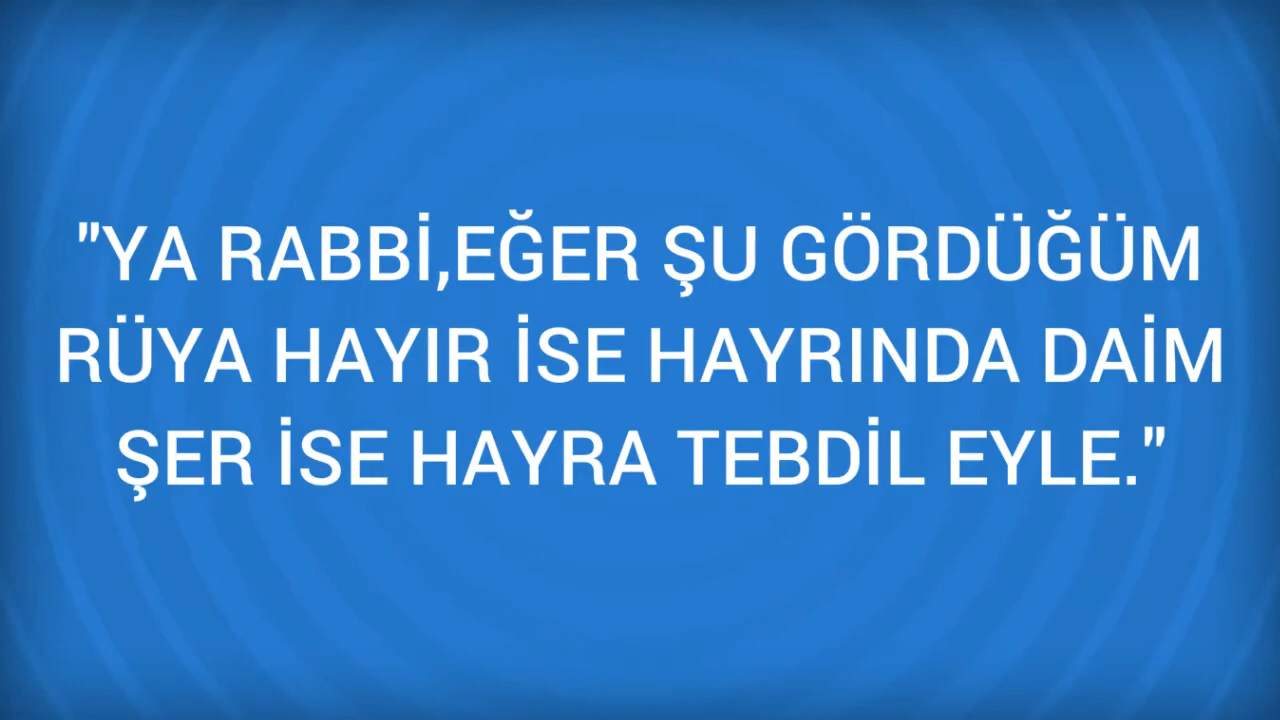 "YA RABBİ,EĞER ŞU GÖRDÜĞÜM
RÜYA HAYIR İSE HAYRINDA DAİM
ŞER İSE HAYRA TEBDİL EYLE."